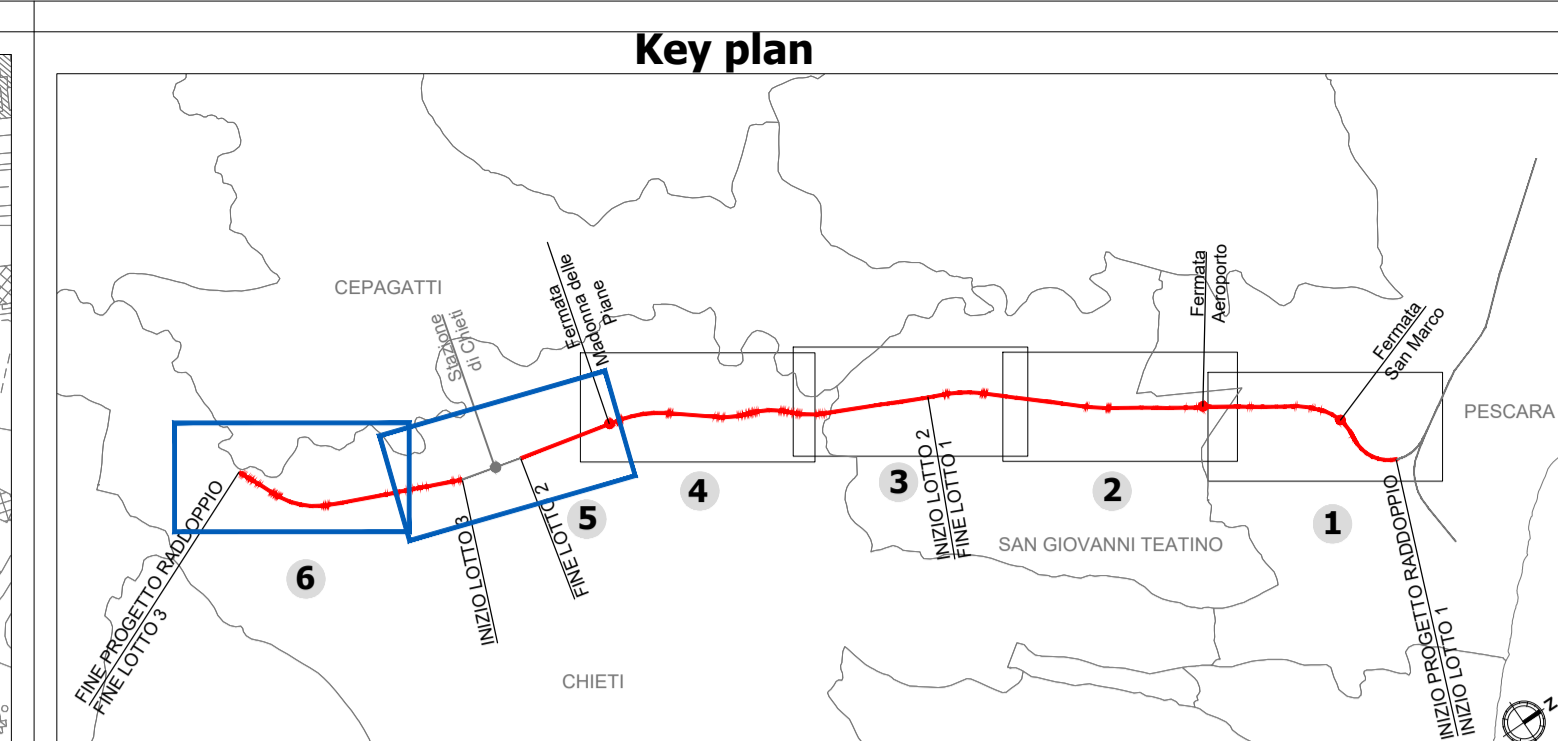 Key plan
CEPAGATTI
Stazione
di Chieti
Fermata
Madonna delle
Piane
Fermata
Aeroporto
Fermata
San Marco
PESCARA
6
5
4
3
2
1
FINE PROGETTO RADDOPPIO
FINE LOTTO 3
INIZIO LOTTO 3
FINE LOTTO 2
INIZIO LOTTO 2
FINE LOTTO 1
SAN GIOVANNI TEATINO
INIZIO PROGETTO RADDOPPIO
INIZIO LOTTO 1
CHIETI
N